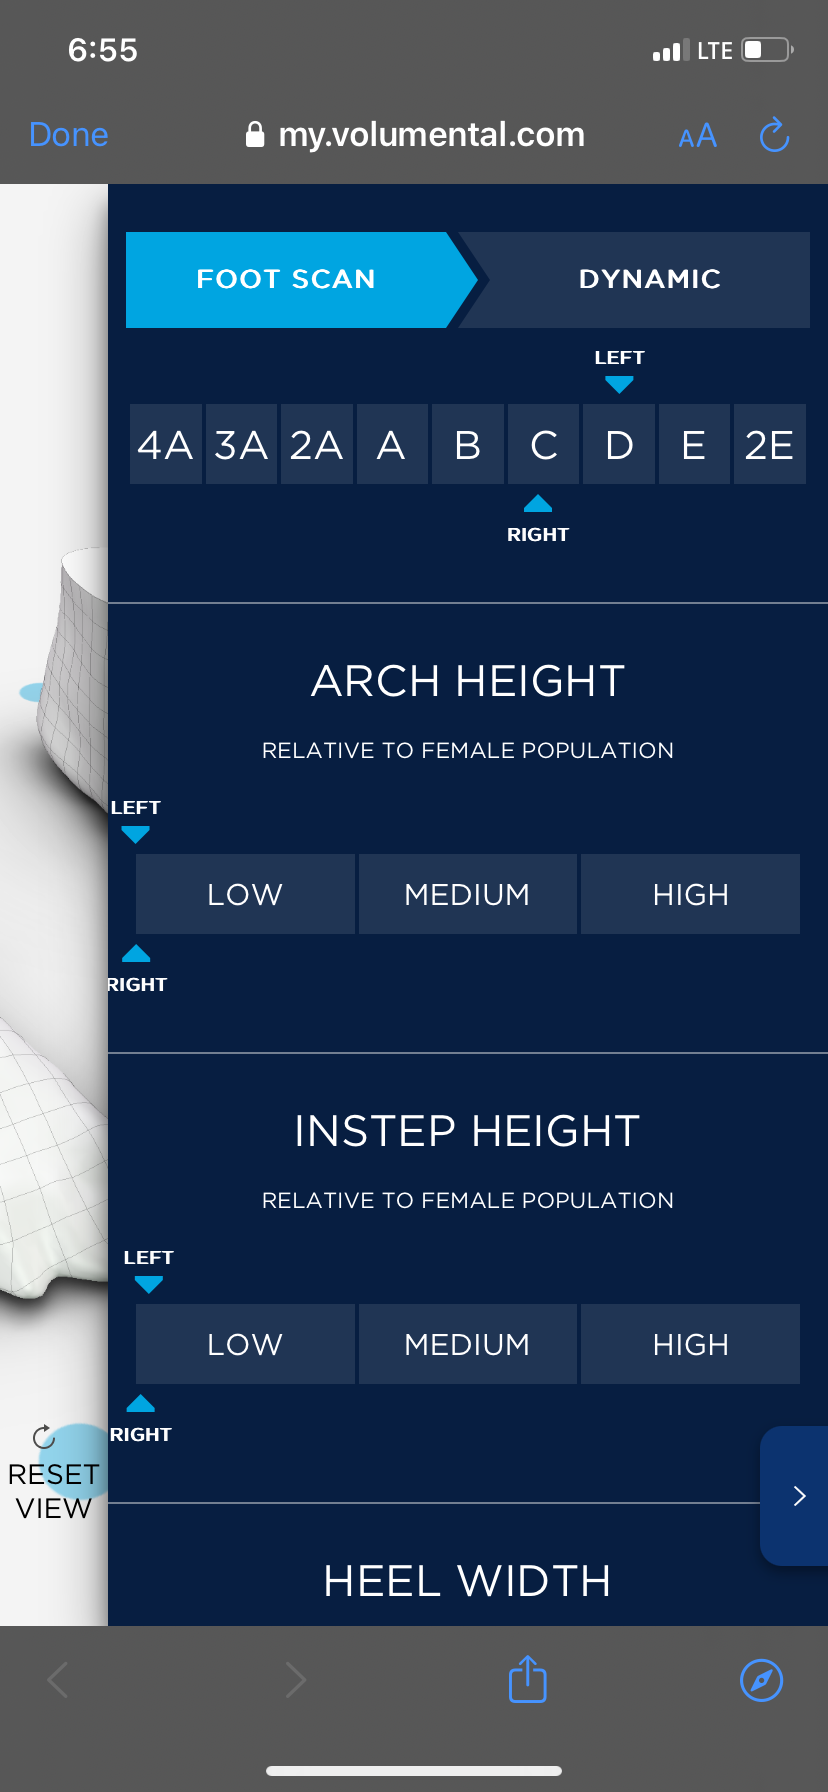 6:55
LTE
Done
my.volumental.com
AA
FOOT SCAN
DYNAMIC
LEFT
4A 3A 2A A B C D E 2E
RIGHT
ARCH HEIGHT
RELATIVE TO FEMALE POPULATION
LEFT
LOW MEDIUM HIGH
RIGHT
INSTEP HEIGHT
RELATIVE TO FEMALE POPULATION
LEFT
LOW MEDIUM HIGH
RIGHT
RESET
VIEW
HEEL WIDTH